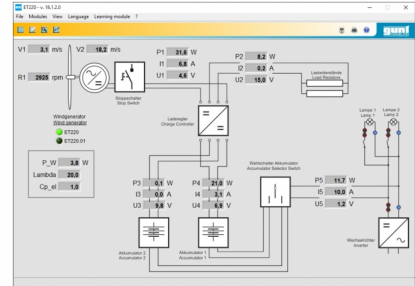 ET220 - v. 16.1.2.0
File Modules View Language Learning module ?
gunt
V1 3,1 m/s V2 18,2 m/s
R1 2925 rpm
Stoppschalter
Stop Switch
Windgenerator
Wind generator
ET220
ET220.01
P_W 3,8 W
Lambda 20,0
Cp_el 1,0
P1 31,6 W
I1 6,8 A
U1 4,6 V
P2 8,2 W
I2 0,2 A
U2 15,0 V
Lastwiderstände
Load Resistors
Laderegler
Charge Controller
Lampe 1 Lampe 2
Lamp 1 Lamp 2
P3 0,1 W
I3 0,0 A
U3 9,8 V
P4 21,0 W
I4 3,1 A
U4 6,9 V
Wahlschalter Akkumulator
Accumulator Selector Switch
P5 11,7 W
I5 10,0 A
U5 1,2 V
Akkumulator 2
Accumulator 2
Akkumulator 1
Accumulator 1
Wechselrichter
Inverter